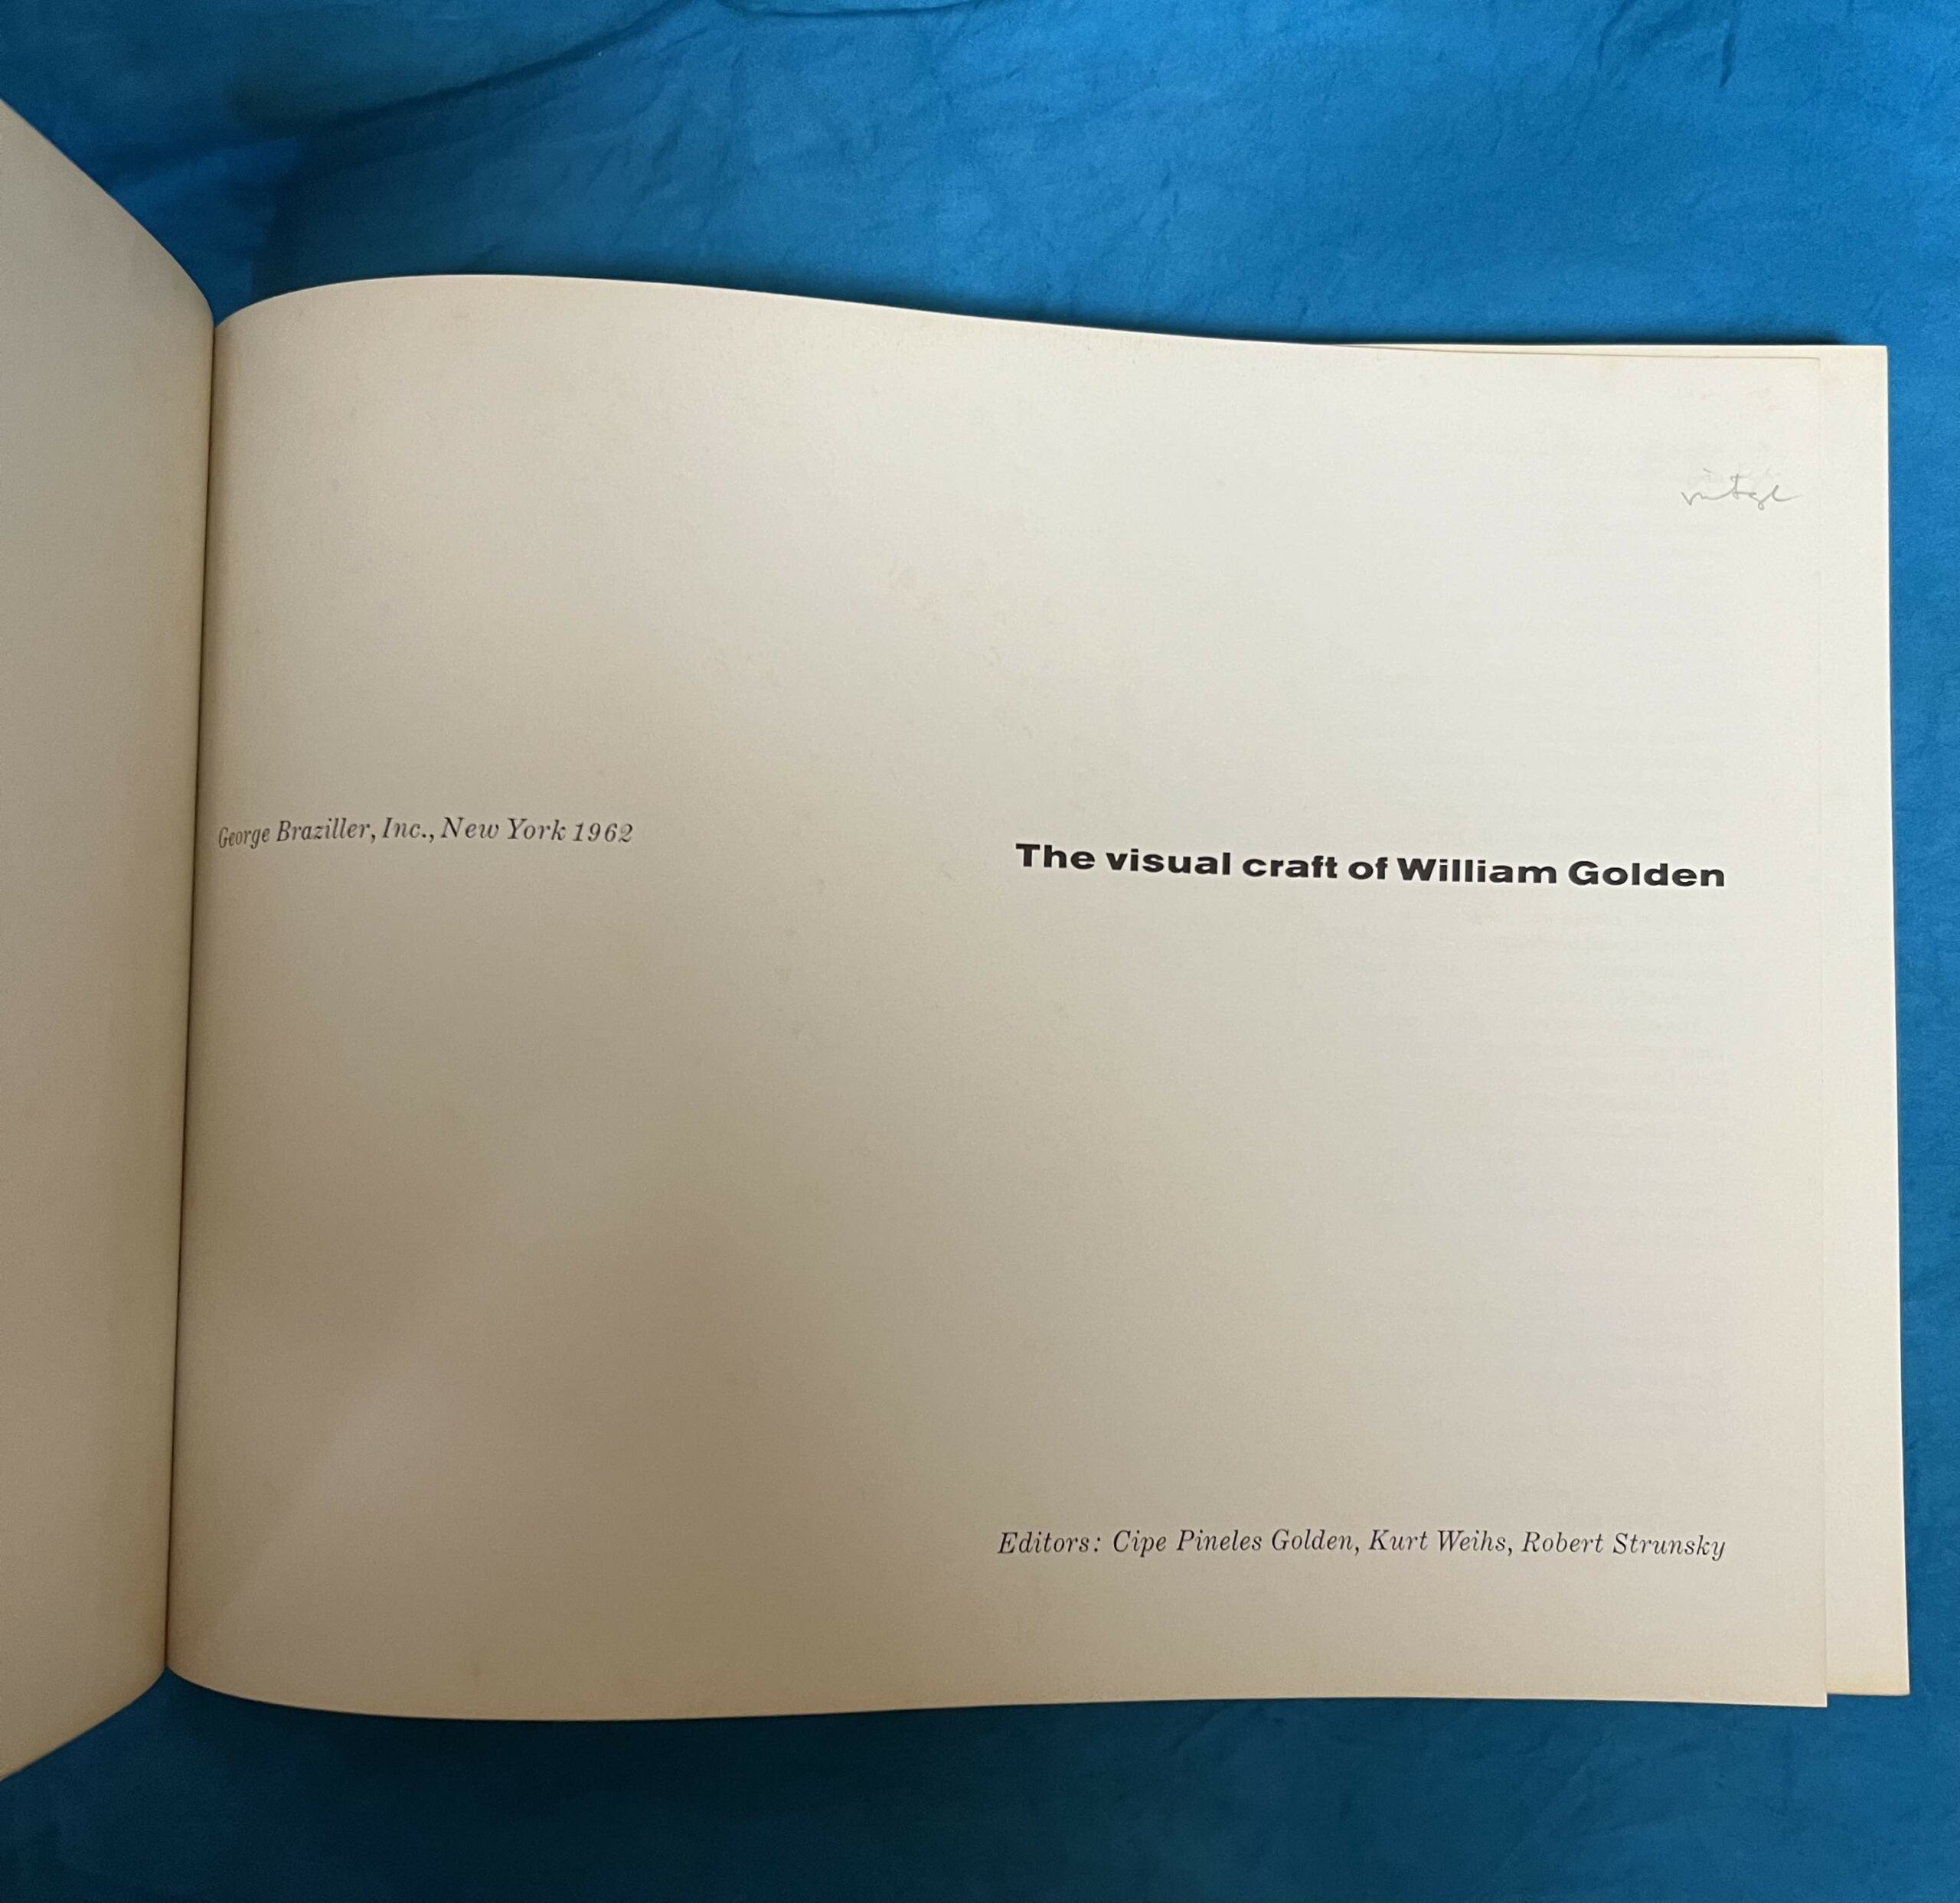 George Braziller, Inc., New York 1962
The visual craft of William Golden
Editors: Cipe Pineles Golden, Kurt Weihs, Robert Strunsky